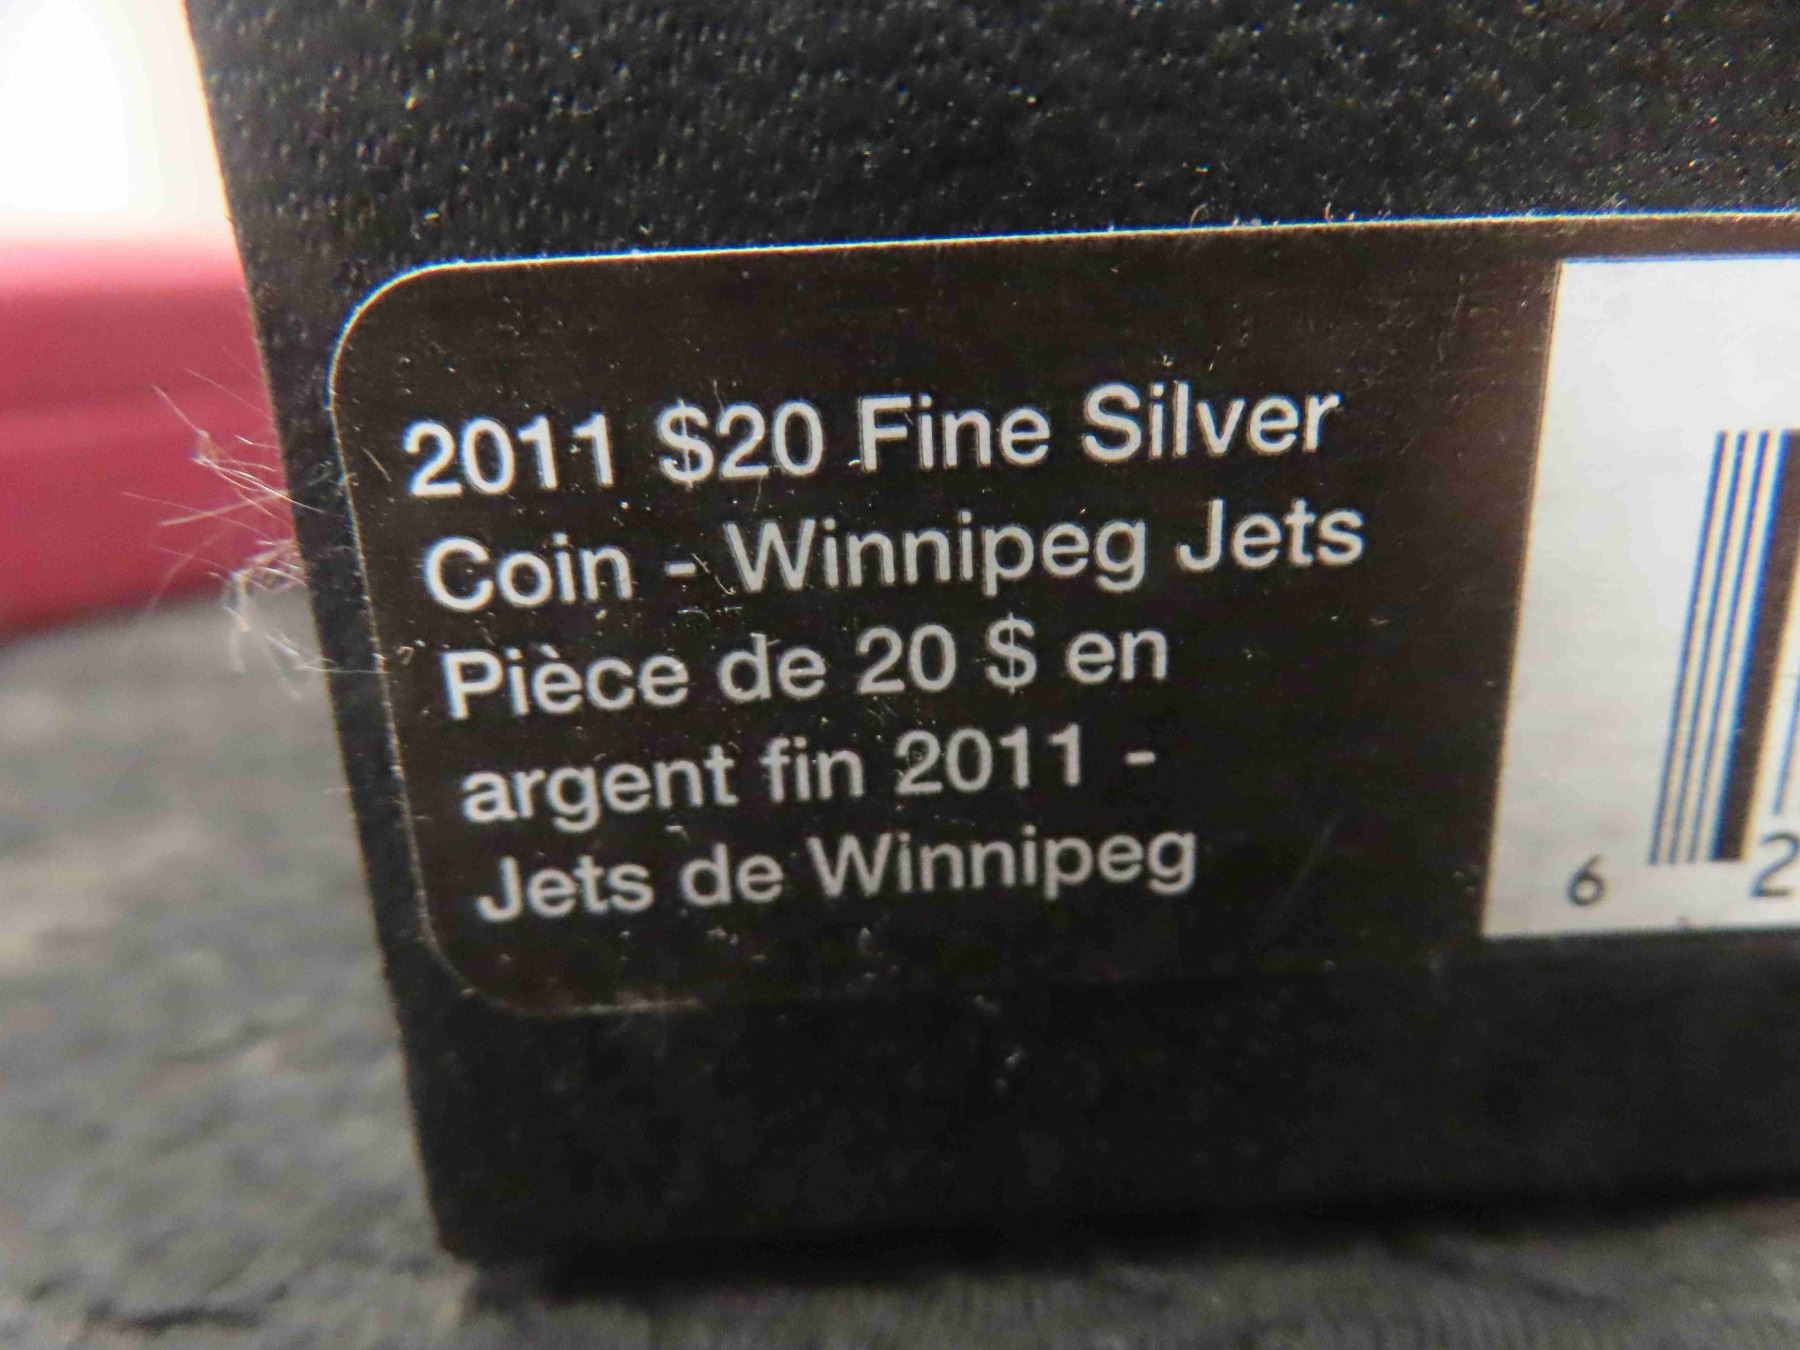 2011 $20 Fine Silver
Coin - Winnipeg Jets
Pièce de 20 $ en
argent fin 2011 -
Jets de Winnipeg
6 2